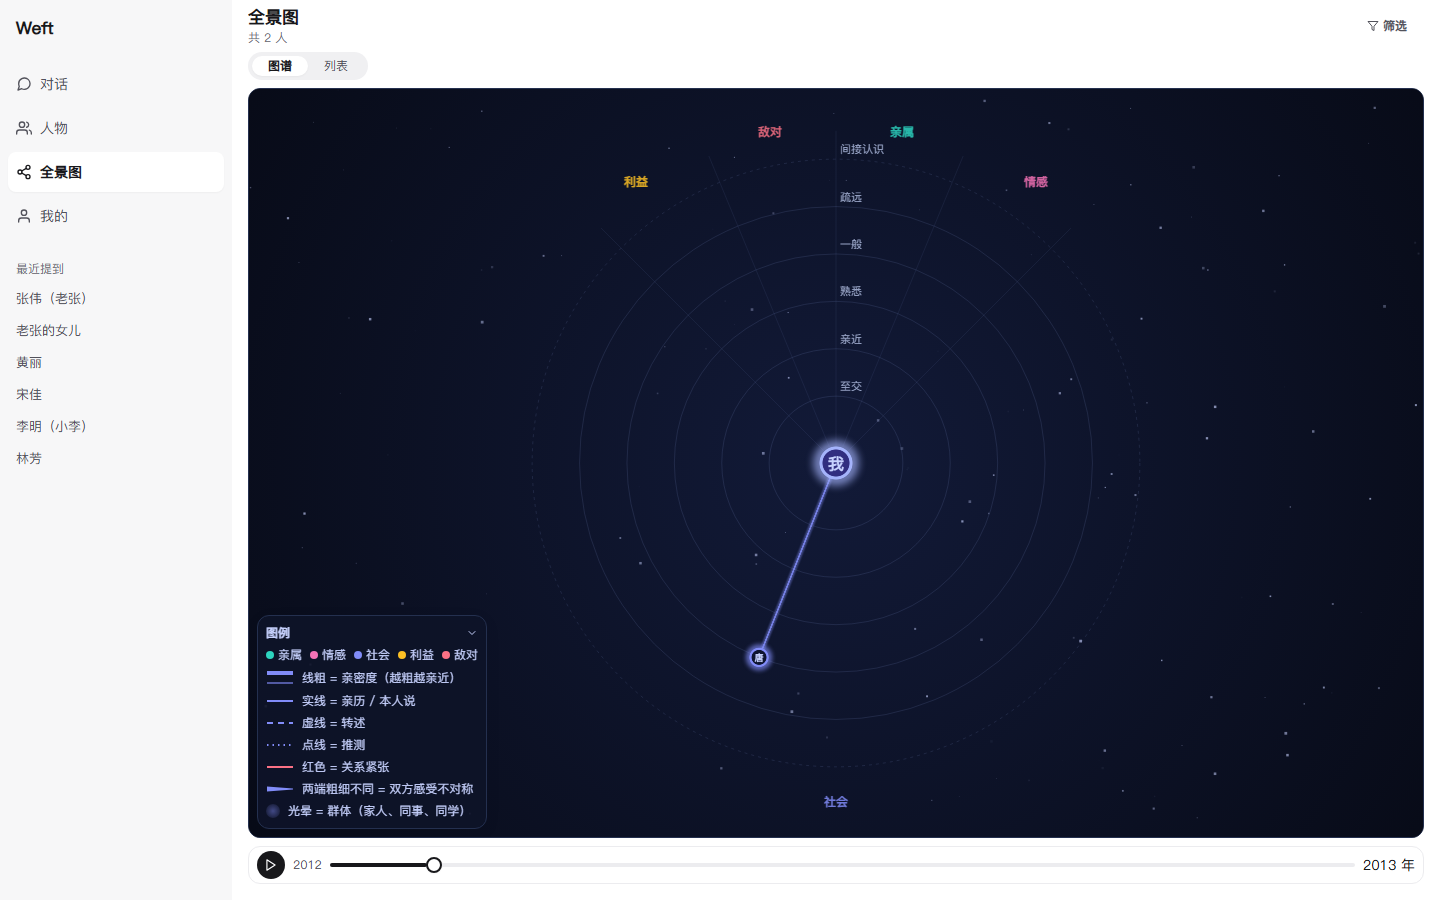 Weft
对话
人物
全景图
我的
最近提到
张伟（老张）
老张的女儿
黄丽
宋佳
李明（小李）
林芳
全景图
共 2 人
筛选
图谱
列表
敌对
亲属
间接认识
利益
情感
疏远
一般
熟悉
亲近
至交
我
唐
社会
图例
亲属 情感 社会 利益 敌对
线粗 = 亲密度（越粗越亲近）
实线 = 亲历 / 本人说
虚线 = 转述
点线 = 推测
红色 = 关系紧张
两端粗细不同 = 双方感受不对称
光晕 = 群体（家人、同事、同学）
2012
2013 年